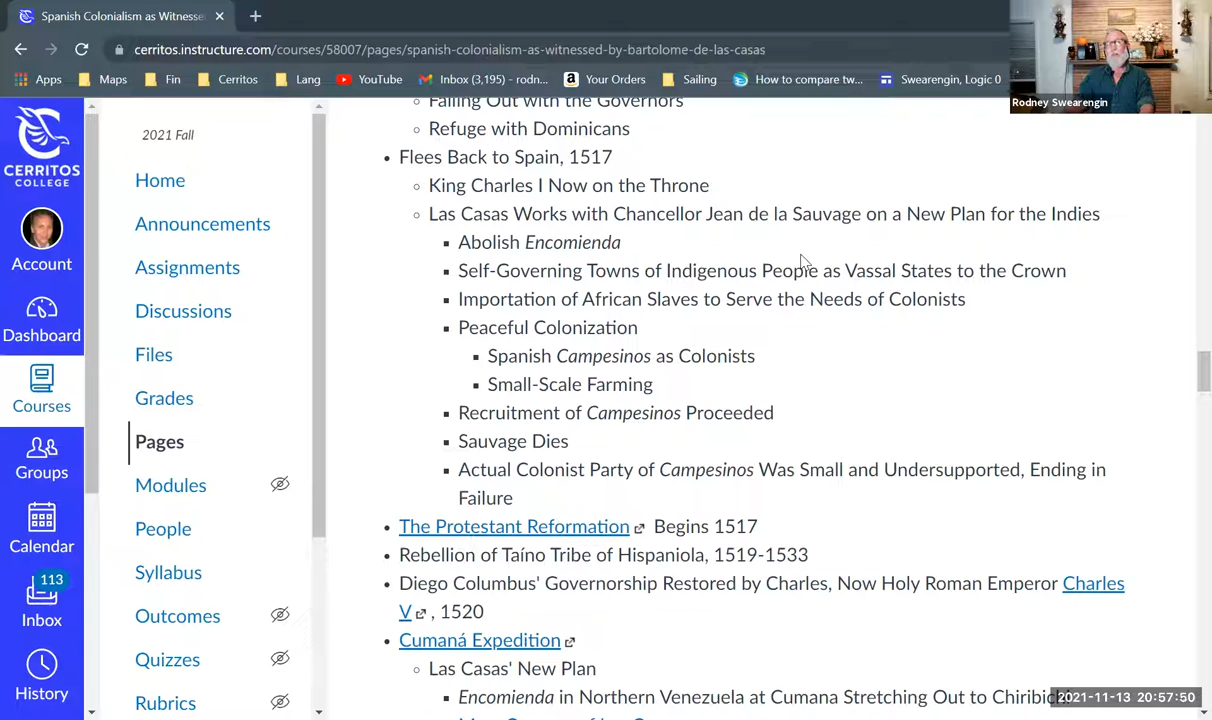 Spanish Colonialism as Witnesse
cerritos.instructure.com/courses/58007/pages/spanish-colonialism-as-witnessed-by-bartolome-de-las-casas
Apps Maps Fin Cerritos Lang YouTube Inbox (3,195) - rodn... Your Orders Sailing How to compare tw... Swearengin, Logic 0
Rodney Swearengin
CERRITOS
COLLEGE
Account
Dashboard
Courses
Groups
Calendar
113
Inbox
History
2021 Fall
Home
Announcements
Assignments
Discussions
Files
Grades
Pages
Modules
People
Syllabus
Outcomes
Quizzes
Rubrics
Falling Out with the Governors
Refuge with Dominicans
Flees Back to Spain, 1517
King Charles I Now on the Throne
Las Casas Works with Chancellor Jean de la Sauvage on a New Plan for the Indies
Abolish Encomienda
Self-Governing Towns of Indigenous People as Vassal States to the Crown
Importation of African Slaves to Serve the Needs of Colonists
Peaceful Colonization
Spanish Campesinos as Colonists
Small-Scale Farming
Recruitment of Campesinos Proceeded
Sauvage Dies
Actual Colonist Party of Campesinos Was Small and Undersupported, Ending in
Failure
The Protestant Reformation Begins 1517
Rebellion of Taíno Tribe of Hispaniola, 1519-1533
Diego Columbus' Governorship Restored by Charles, Now Holy Roman Emperor Charles
V , 1520
Cumaná Expedition
Las Casas' New Plan
Encomienda in Northern Venezuela at Cumana Stretching Out to
2021-11-13 20:57:50